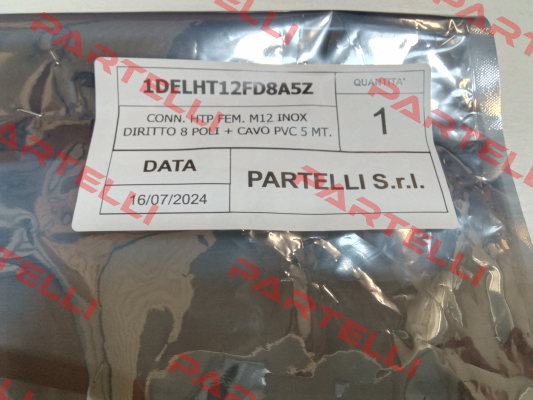 1DELHT12FD8A5Z
QUANTITA'
CONN. HTP FEM. M12 INOX
DIRITTO 8 POLI + CAVO PVC 5 MT.
1
DATA
PARTELLI S.r.l.
16/07/2024
PARTELLI
PARTELLI
PARTELLI
PARTELLI
PARTELLI
PARTELLI